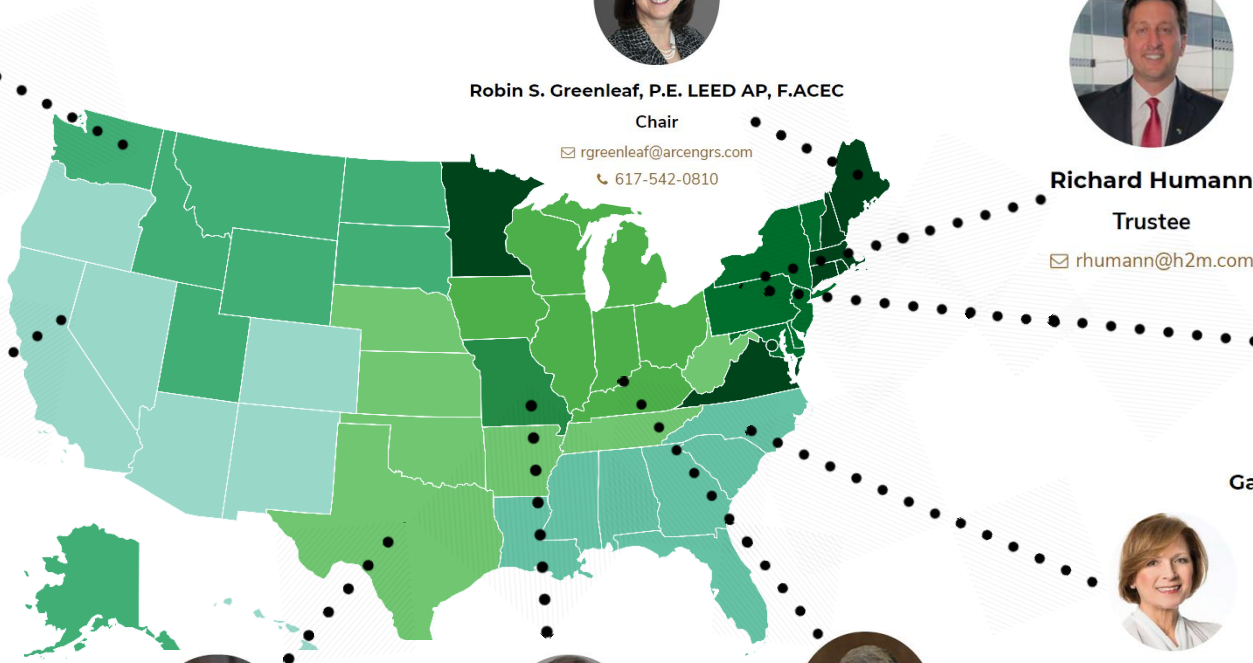 Robin S. Greenleaf, P.E. LEED AP, F.ACEC
Chair
rgreenleaf@arcengrs.com
617-542-0810
Richard Humann
Trustee
rhumann@h2m.com
Ga